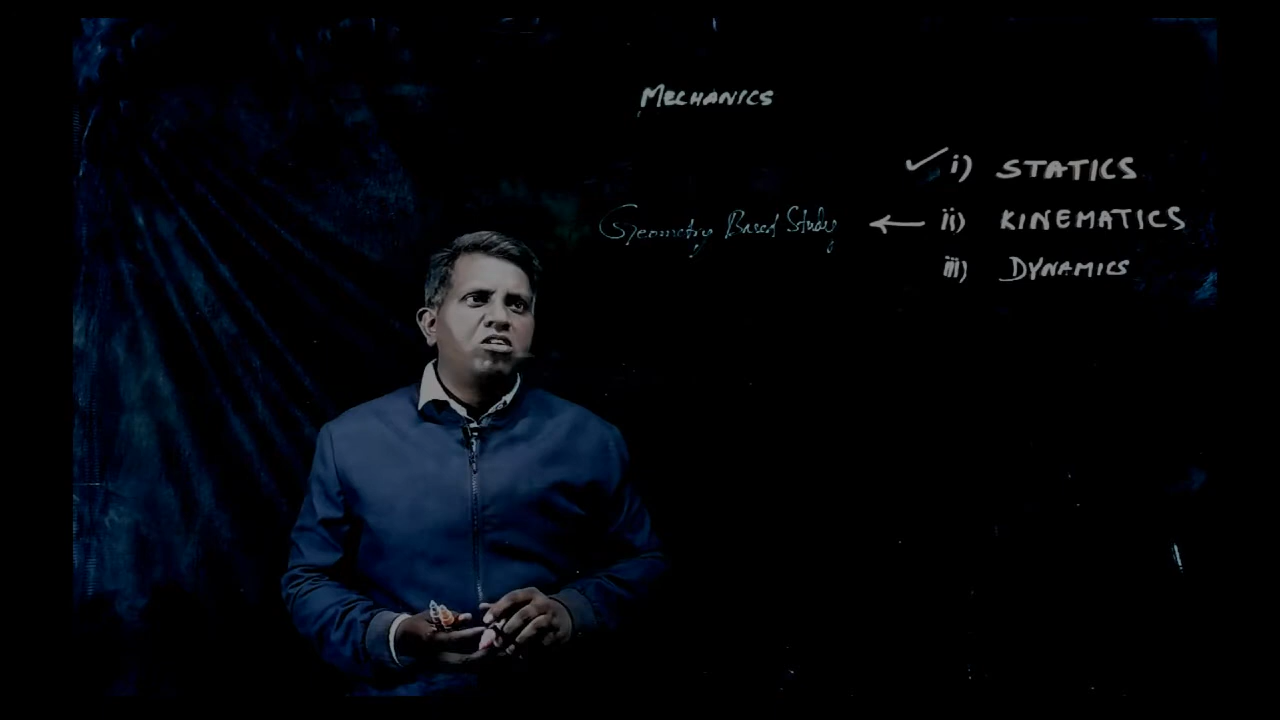 MECHANICS
✓ i) STATICS
Geometry Based Study ← ii) KINEMATICS
iii) DYNAMICS